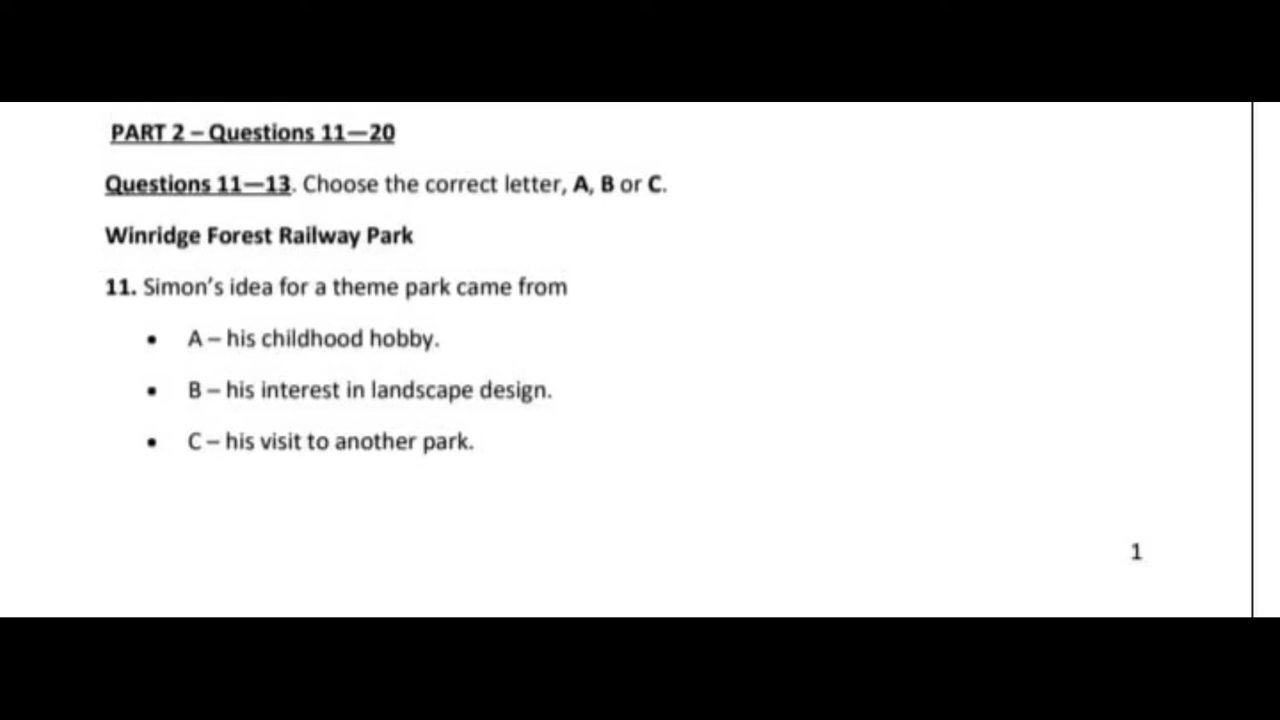 PART 2 – Questions 11—20
Questions 11—13. Choose the correct letter, A, B or C.
Winridge Forest Railway Park
11. Simon's idea for a theme park came from
• A – his childhood hobby.
• B – his interest in landscape design.
• C – his visit to another park.
1